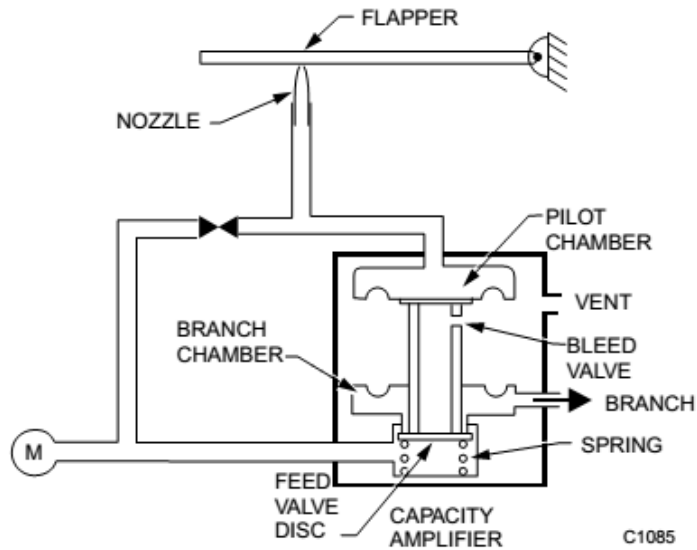 FLAPPER
NOZZLE
PILOT
CHAMBER
VENT
BRANCH
CHAMBER
BLEED
VALVE
BRANCH
M
SPRING
FEED
VALVE
DISC
CAPACITY
AMPLIFIER
C1085